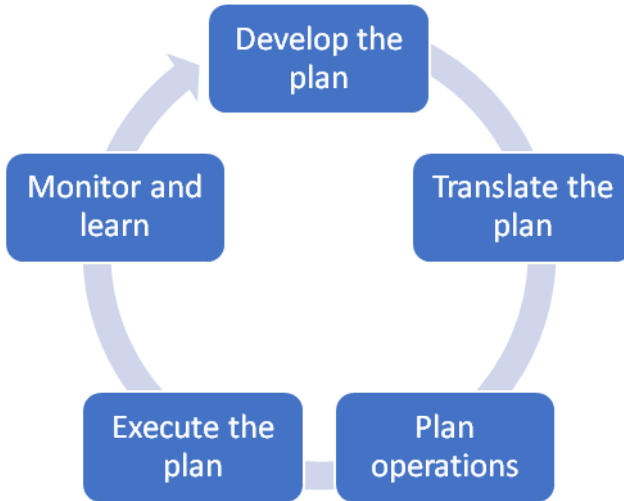 Develop the
plan
Translate the
plan
Plan
operations
Execute the
plan
Monitor and
learn